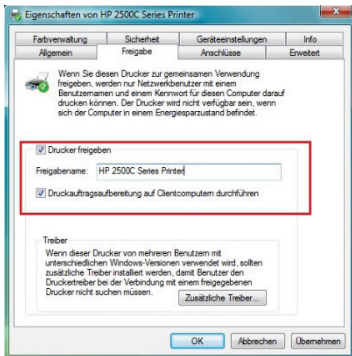 Eigenschaften von HP 2500C Series Printer
Farbverwaltung Sicherheit Geräteeinstellungen Info
Allgemein Freigabe Anschlüsse Erweitert
Wenn Sie diesen Drucker zur gemeinsamen Verwendung
freigeben, werden nur Netzwerkbenutzer mit einem
Benutzernamen und einem Kennwort für diesen Computer darauf
drucken können. Der Drucker wird nicht verfügbar sein, wenn
sich der Computer in einem Energiesparzustand befindet.
Drucker freigeben
Freigabename: HP 2500C Series Printer
Druckauftragsaufbereitung auf Clientcomputern durchführen
Treiber
Wenn dieser Drucker von mehreren Benutzern mit
unterschiedlichen Windows-Versionen verwendet wird, sollten
zusätzliche Treiber installiert werden, damit Benutzer den
Druckertreiber bei der Verbindung mit einem freigegebenen
Drucker nicht suchen müssen.
Zusätzliche Treiber...
OK Abbrechen Übernehmen